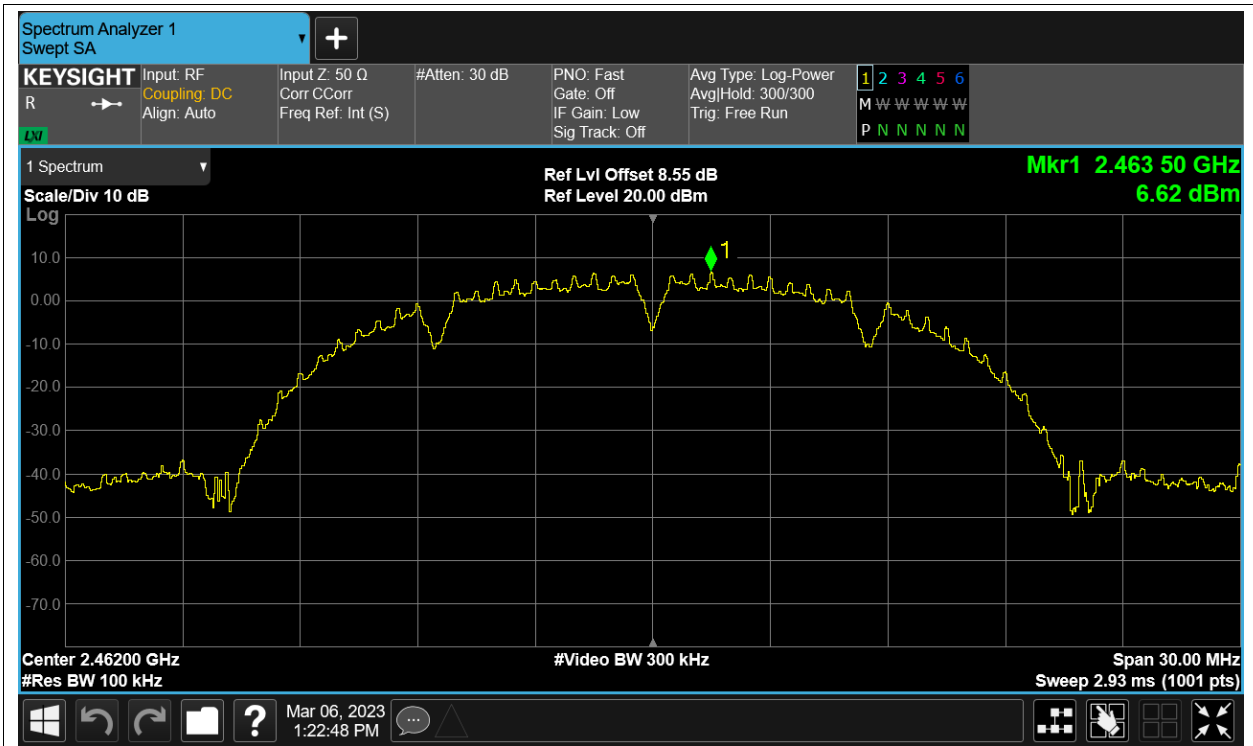 Spectrum Analyzer 1
Swept SA
KEYSIGHT
R
LXI
Input: RF
Coupling: DC
Align: Auto
Input Z: 50 Ω
Corr CCorr
Freq Ref: Int (S)
#Atten: 30 dB
PNO: Fast
Gate: Off
IF Gain: Low
Sig Track: Off
Avg Type: Log-Power
Avg|Hold: 300/300
Trig: Free Run
1 2 3 4 5 6
M W W W W W
P N N N N N
1 Spectrum
Scale/Div 10 dB
Ref Lvl Offset 8.55 dB
Ref Level 20.00 dBm
Mkr1 2.463 50 GHz
6.62 dBm
Log
1
10.0
0.00
-10.0
-20.0
-30.0
-40.0
-50.0
-60.0
-70.0
Center 2.46200 GHz
#Res BW 100 kHz
#Video BW 300 kHz
Span 30.00 MHz
Sweep 2.93 ms (1001 pts)
?
Mar 06, 2023
1:22:48 PM